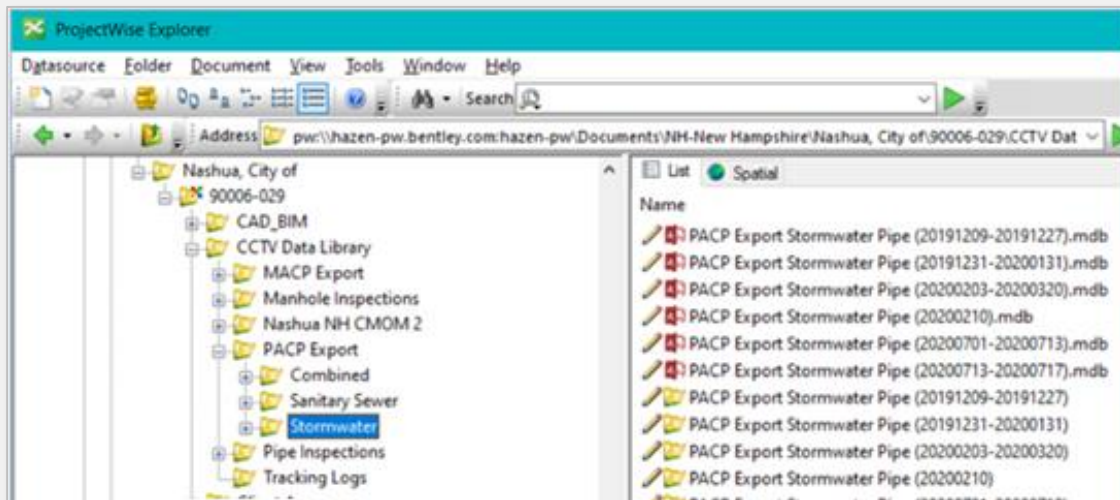 ProjectWise Explorer
Datasource Folder Document View Tools Window Help
Search
Address pw:\\hazen-pw.bentley.com:hazen-pw\Documents\NH-New Hampshire\Nashua, City of\90006-029\CCTV Dat
Nashua, City of
90006-029
CAD_BIM
CCTV Data Library
MACP Export
Manhole Inspections
Nashua NH CMOM 2
PACP Export
Combined
Sanitary Sewer
Stormwater
Pipe Inspections
Tracking Logs
List Spatial
Name
PACP Export Stormwater Pipe (20191209-20191227).mdb
PACP Export Stormwater Pipe (20191231-20200131).mdb
PACP Export Stormwater Pipe (20200203-20200320).mdb
PACP Export Stormwater Pipe (20200210).mdb
PACP Export Stormwater Pipe (20200701-20200713).mdb
PACP Export Stormwater Pipe (20200713-20200717).mdb
PACP Export Stormwater Pipe (20191209-20191227)
PACP Export Stormwater Pipe (20191231-20200131)
PACP Export Stormwater Pipe (20200203-20200320)
PACP Export Stormwater Pipe (20200210)